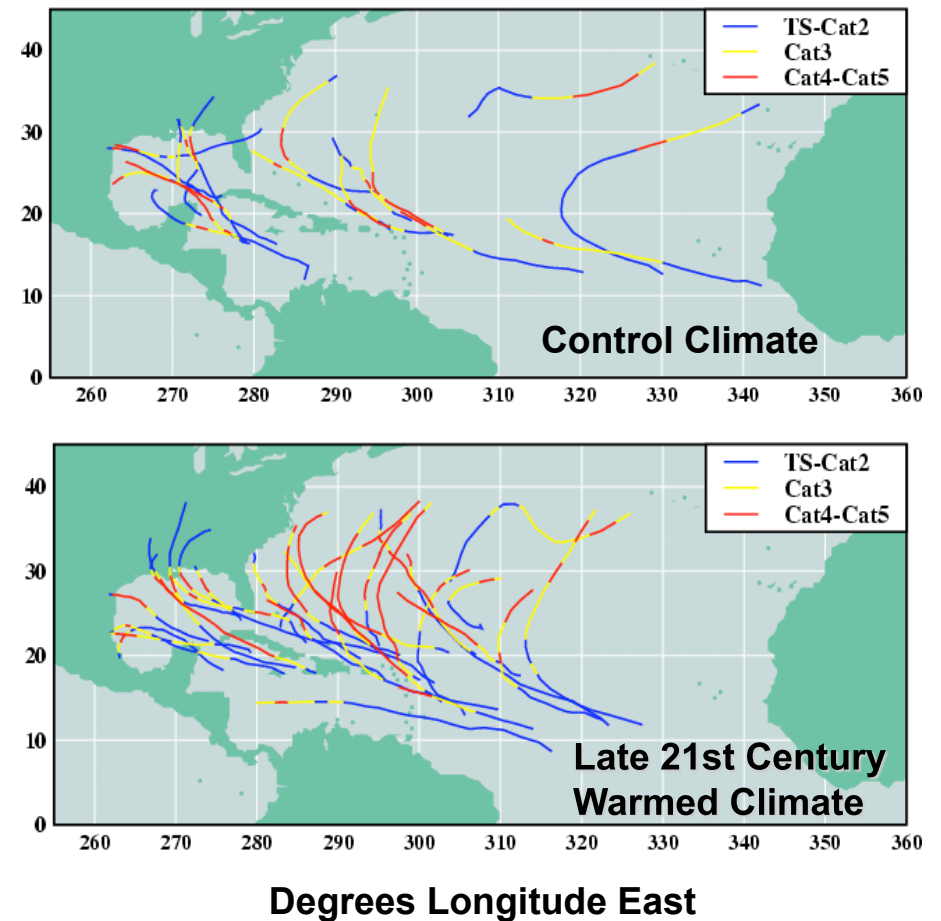 TS-Cat2
Cat3
Cat4-Cat5
40
30
20
10
0
Control Climate
260 270 280 290 300 310 320 330 340 350 360
TS-Cat2
Cat3
Cat4-Cat5
40
30
20
10
0
Late 21st Century
Warmed Climate
260 270 280 290 300 310 320 330 340 350 360
Degrees Longitude East